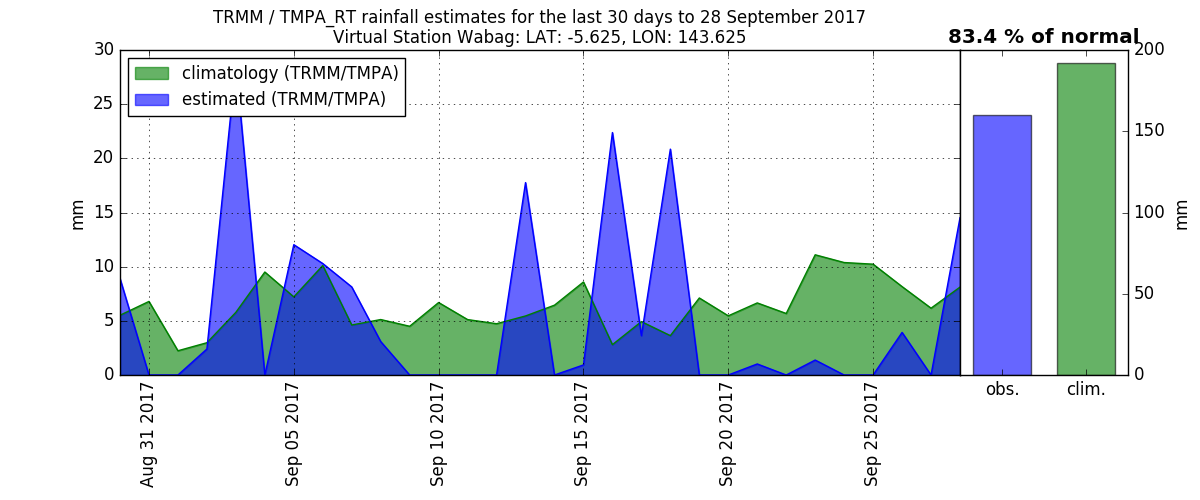 TRMM / TMPA_RT rainfall estimates for the last 30 days to 28 September 2017
Virtual Station Wabag: LAT: -5.625, LON: 143.625
83.4 % of normal
climatology (TRMM/TMPA)
estimated (TRMM/TMPA)
30
25
20
15
10
5
0
mm
Aug 31 2017
Sep 05 2017
Sep 10 2017
Sep 15 2017
Sep 20 2017
Sep 25 2017
obs.
clim.
200
150
100
50
0
mm